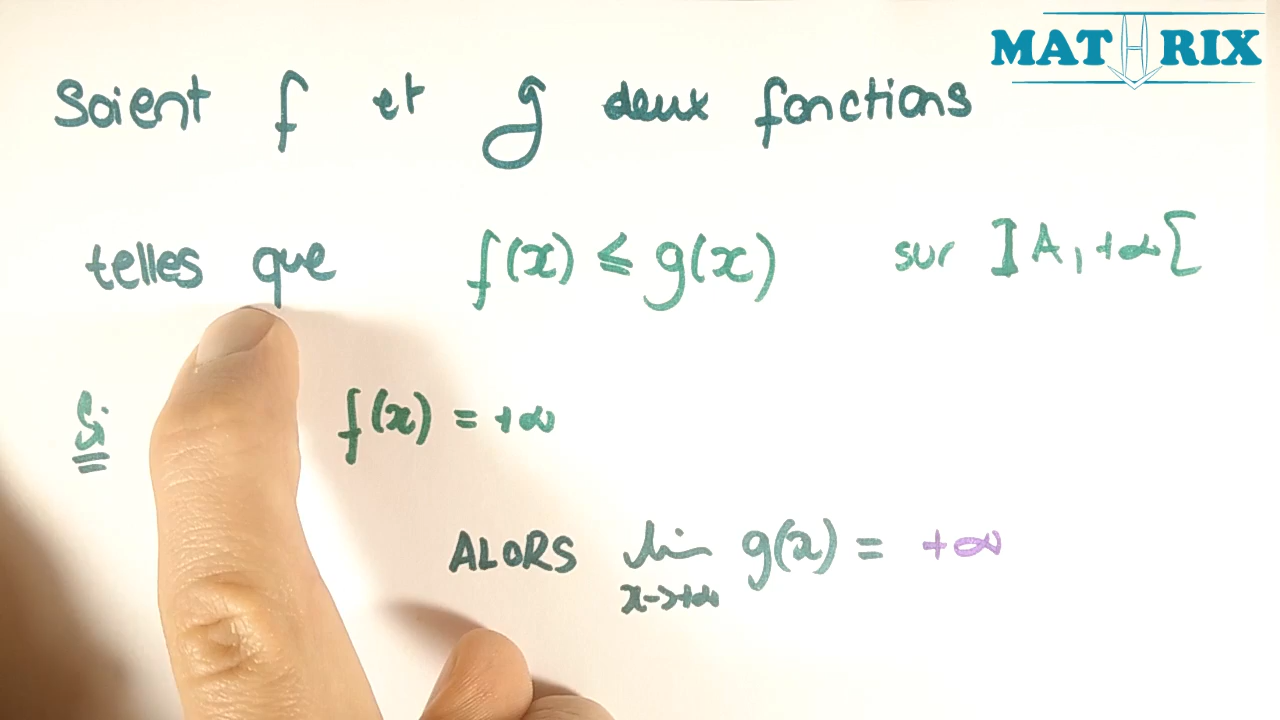 MATHRIX
Soient f et g deux fonctions
telles que f(x) ≤ g(x) sur ]A, +∞[
Si f(x) = +∞
ALORS lim g(x) = +∞
x->+∞